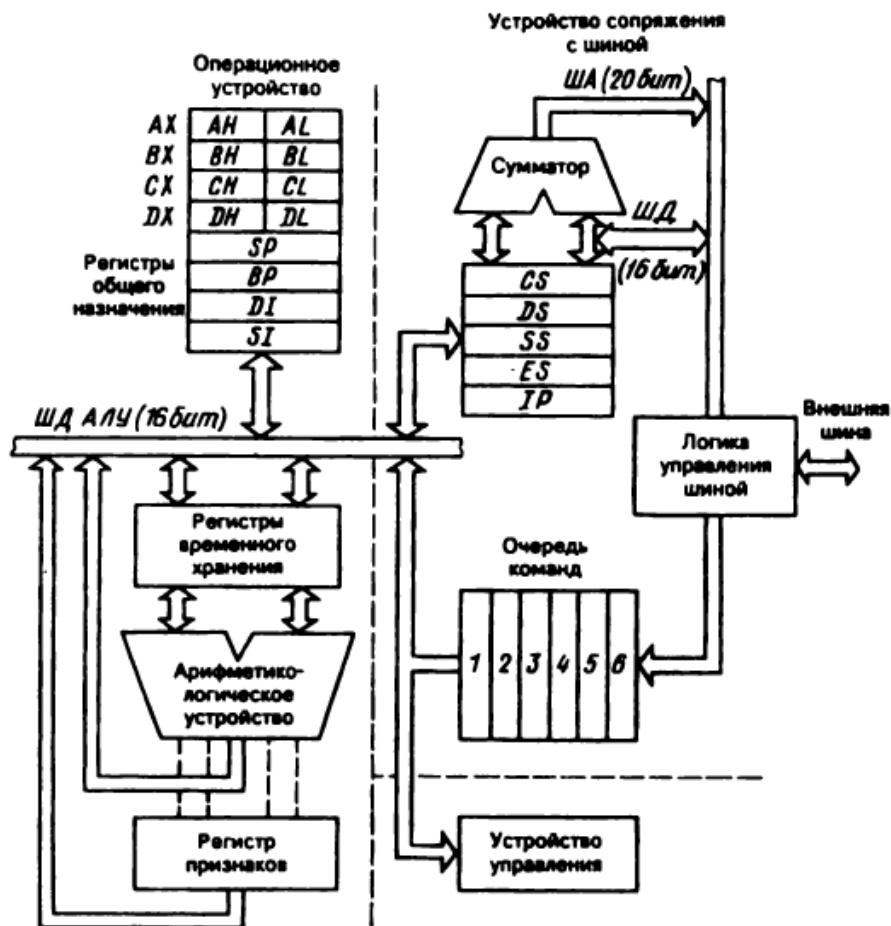 Устройство сопряжения
с шиной
Операционное
устройство
ША (20 бит)
AX AH AL
BX BH BL
CX CH CL
DX DH DL
SP
BP
DI
SI
Регистры
общего
назначения
Сумматор
ШД
(16 бит)
CS
DS
SS
ES
IP
ШД АЛУ (16 бит)
Внешняя
шина
Логика
управления
шиной
Регистры
временного
хранения
Очередь
команд
1 2 3 4 5 6
Арифметико-
логическое
устройство
Регистр
признаков
Устройство
управления